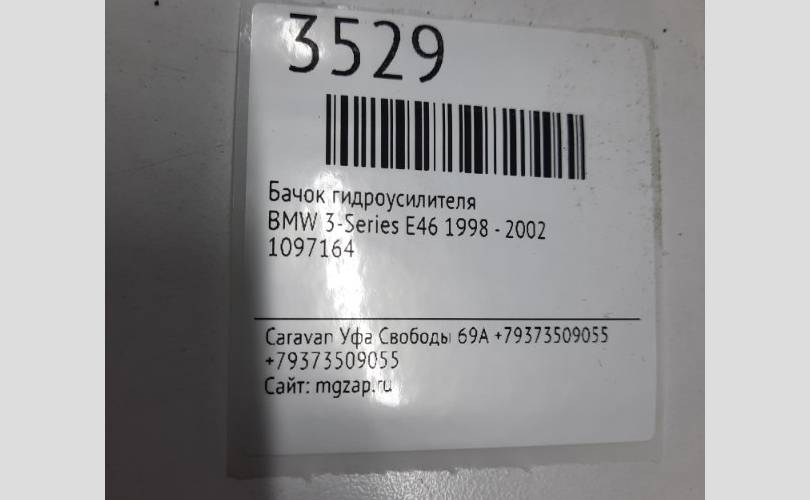 3529
Бачок гидроусилителя
BMW 3-Series E46 1998 - 2002
1097164
Caravan Уфа Свободы 69А +79373509055
+79373509055
Сайт: mgzap.ru